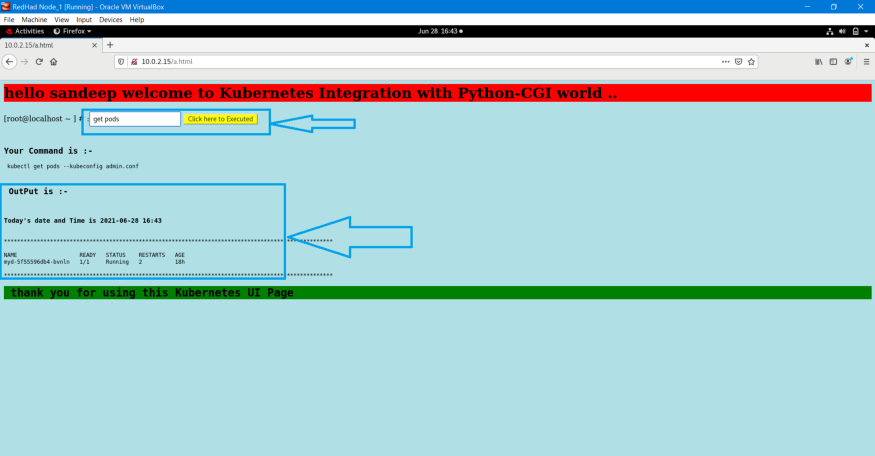 RedHad Node_1 [Running] - Oracle VM VirtualBox
File Machine View Input Devices Help
Activities Firefox Jun 28 16:43
10.0.2.15/a.html
10.0.2.15/a.html
hello sandeep welcome to Kubernetes Integration with Python-CGI world ..
[root@localhost ~ ] # : get pods Click here to Executed
Your Command is :-
kubectl get pods --kubeconfig admin.conf
OutPut is :-
Today's date and Time is 2021-06-28 16:43
****************************************************************************************************
NAME READY STATUS RESTARTS AGE
myd-5f55596db4-bvnln 1/1 Running 2 18h
****************************************************************************************************
thank you for using this Kubernetes UI Page